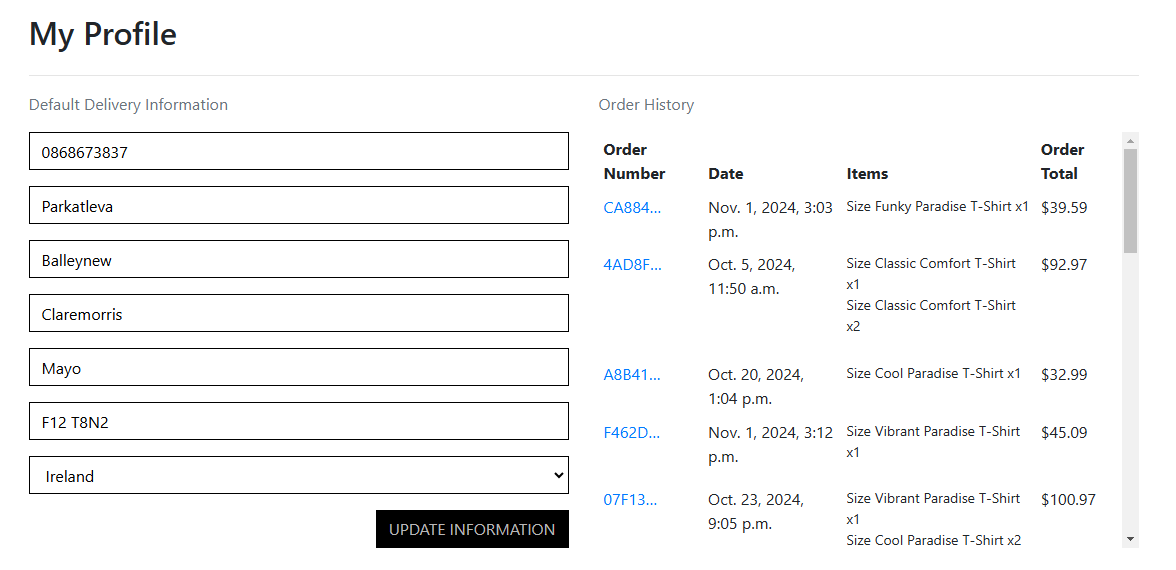 My Profile
Default Delivery Information
0868673837
Parkatleva
Balleynew
Claremorris
Mayo
F12 T8N2
Ireland
UPDATE INFORMATION
Order History
Order Number Date Items Order Total
CA884... Nov. 1, 2024, 3:03 p.m. Size Funky Paradise T-Shirt x1 $39.59
4AD8F... Oct. 5, 2024, 11:50 a.m. Size Classic Comfort T-Shirt x1 $92.97
Size Classic Comfort T-Shirt x2
A8B41... Oct. 20, 2024, 1:04 p.m. Size Cool Paradise T-Shirt x1 $32.99
F462D... Nov. 1, 2024, 3:12 p.m. Size Vibrant Paradise T-Shirt x1 $45.09
07F13... Oct. 23, 2024, 9:05 p.m. Size Vibrant Paradise T-Shirt x1 $100.97
Size Cool Paradise T-Shirt x2